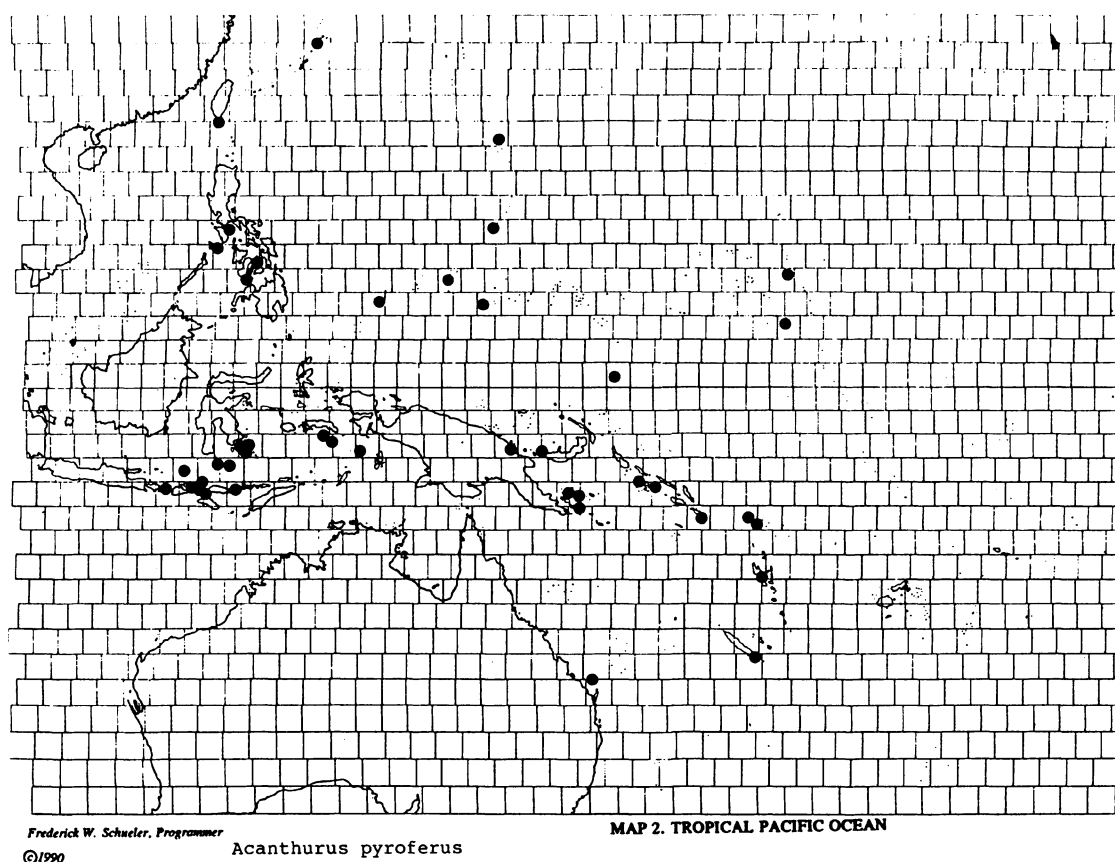 Frederick W. Schueler, Programmer
MAP 2. TROPICAL PACIFIC OCEAN
©1990
Acanthurus pyroferus